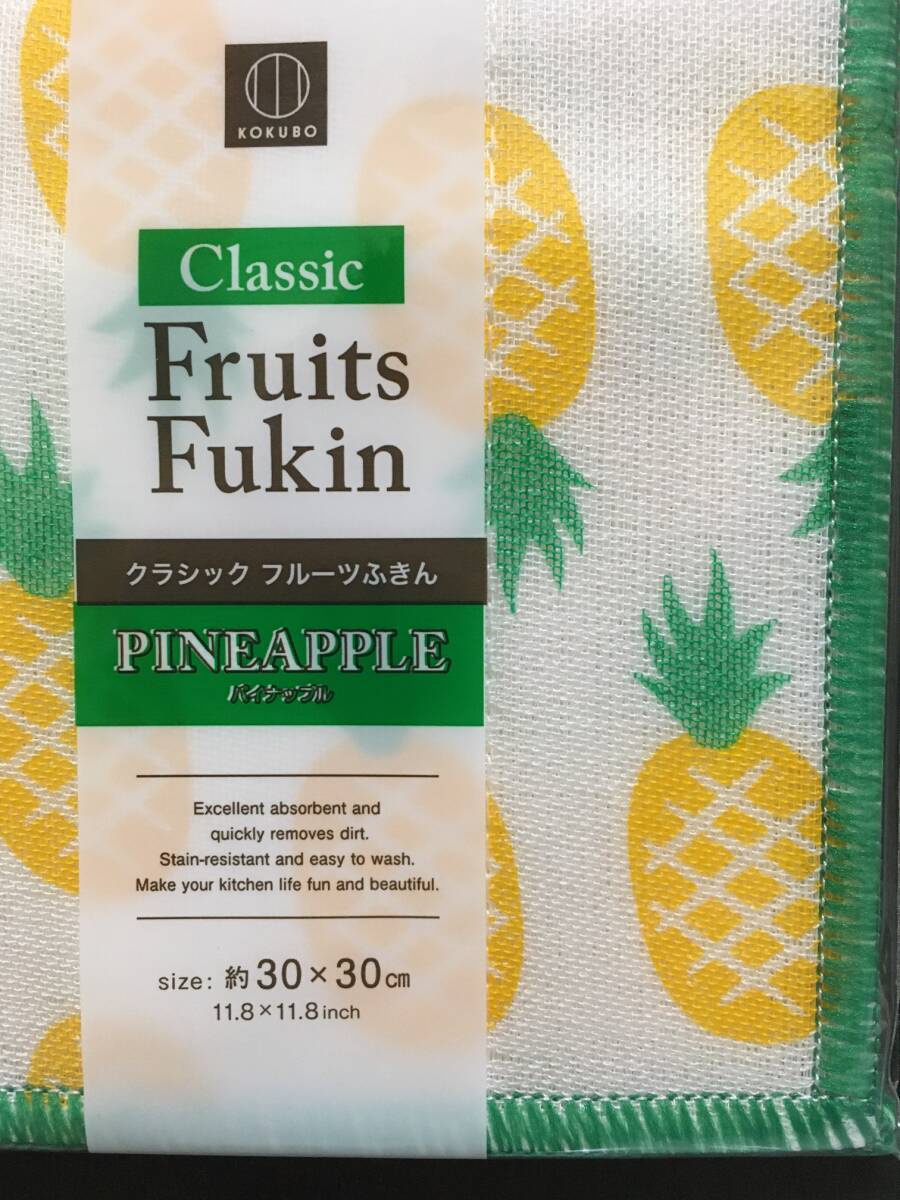 KOKUBO
Classic
Fruits
Fukin
クラシック フルーツふきん
PINEAPPLE
パイナップル
Excellent absorbent and
quickly removes dirt.
Stain-resistant and easy to wash.
Make your kitchen life fun and beautiful.
size: 約30×30cm
11.8×11.8inch